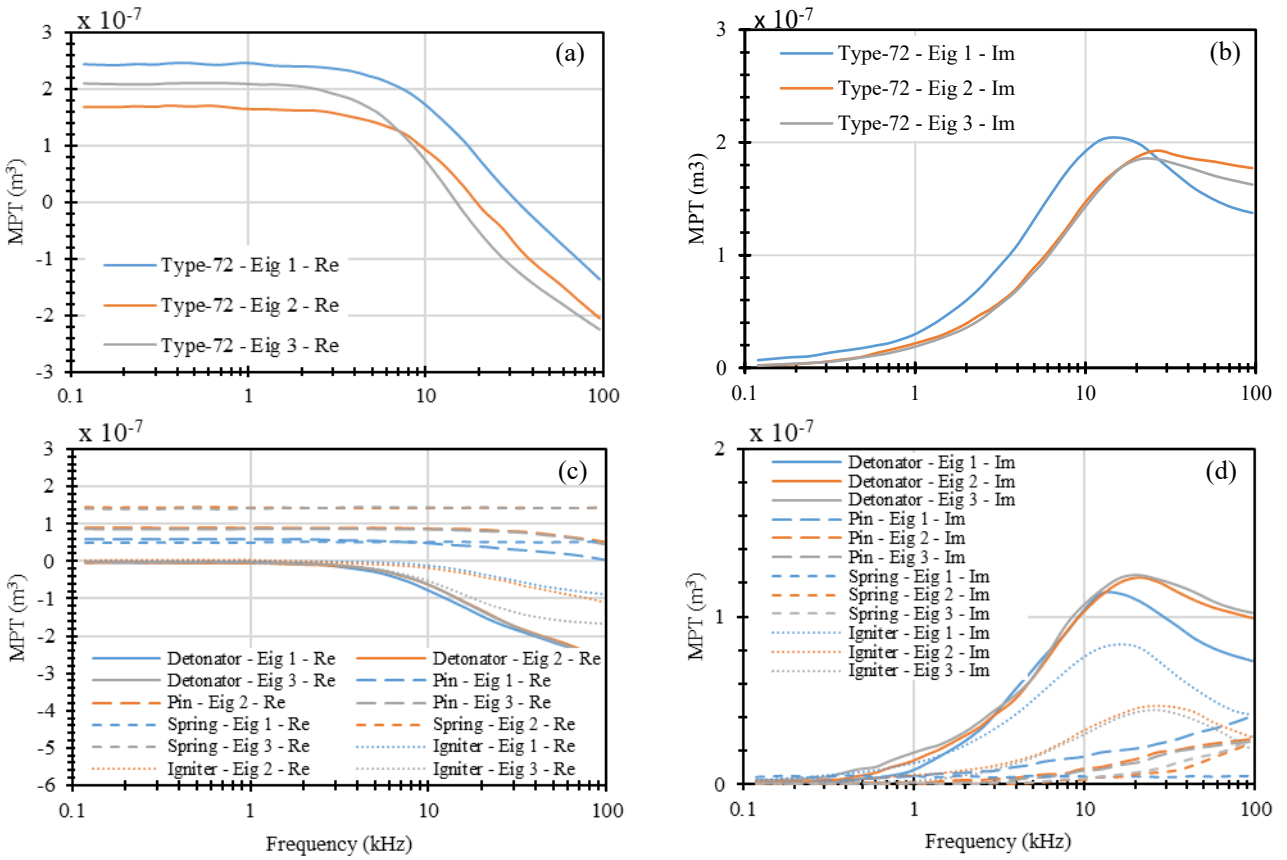 x 10-7
(a)
3
2
1
0
-1
-2
-3
MPT (m3)
Type-72 - Eig 1 - Re
Type-72 - Eig 2 - Re
Type-72 - Eig 3 - Re
0.1
1
10
100
x 10-7
(b)
3
2
1
0
MPT (m3)
Type-72 - Eig 1 - Im
Type-72 - Eig 2 - Im
Type-72 - Eig 3 - Im
0.1
1
10
100
x 10-7
(c)
3
2
1
0
-1
-2
-3
-4
-5
-6
MPT (m3)
Detonator - Eig 1 - Re
Detonator - Eig 2 - Re
Detonator - Eig 3 - Re
Pin - Eig 1 - Re
Pin - Eig 2 - Re
Pin - Eig 3 - Re
Spring - Eig 1 - Re
Spring - Eig 2 - Re
Spring - Eig 3 - Re
Igniter - Eig 1 - Re
Igniter - Eig 2 - Re
Igniter - Eig 3 - Re
0.1
1
10
100
Frequency (kHz)
x 10-7
(d)
2
1
0
MPT (m3)
Detonator - Eig 1 - Im
Detonator - Eig 2 - Im
Detonator - Eig 3 - Im
Pin - Eig 1 - Im
Pin - Eig 2 - Im
Pin - Eig 3 - Im
Spring - Eig 1 - Im
Spring - Eig 2 - Im
Spring - Eig 3 - Im
Igniter - Eig 1 - Im
Igniter - Eig 2 - Im
Igniter - Eig 3 - Im
0.1
1
10
100
Frequency (kHz)